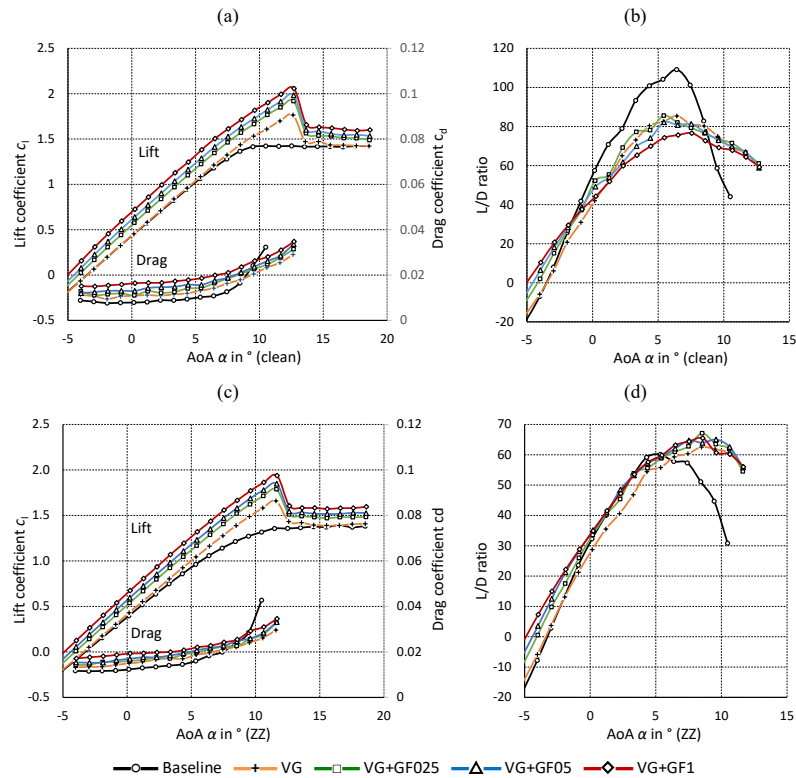 (a)
(b)
2.5
2
1.5
1
0.5
0
-0.5
0.12
0.1
0.08
0.06
0.04
0.02
0
Lift coefficient cl
Drag coefficient cd
Lift
Drag
-5 0 5 10 15 20
AoA α in ° (clean)
120
100
80
60
40
20
0
-20
L/D ratio
-5 0 5 10 15
AoA α in ° (clean)
(c)
(d)
2.5
2.0
1.5
1.0
0.5
0.0
-0.5
0.12
0.1
0.08
0.06
0.04
0.02
0
Lift coefficient cl
Drag coefficient cd
Lift
Drag
-5 0 5 10 15 20
AoA α in ° (ZZ)
70
60
50
40
30
20
10
0
-10
-20
L/D ratio
-5 0 5 10 15
AoA α in ° (ZZ)
Baseline VG VG+GF025 VG+GF05 VG+GF1